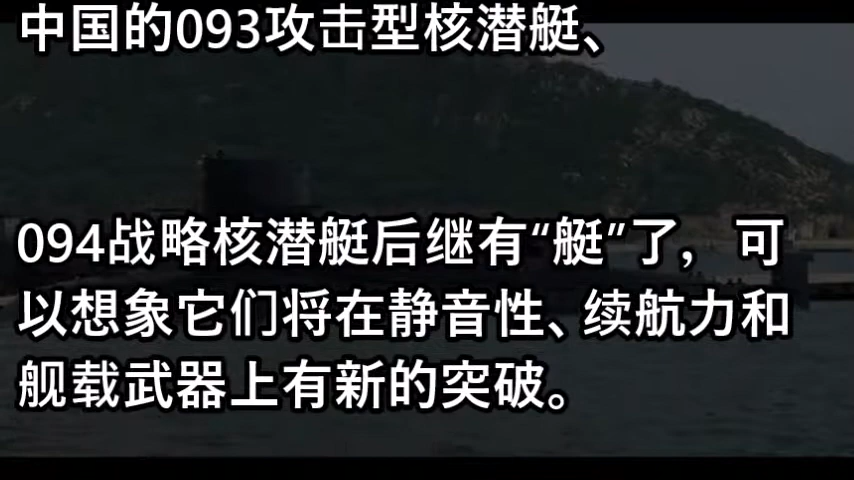 中国的093攻击型核潜艇、
094战略核潜艇后继有“艇”了，可
以想象它们将在静音性、续航力和
舰载武器上有新的突破。